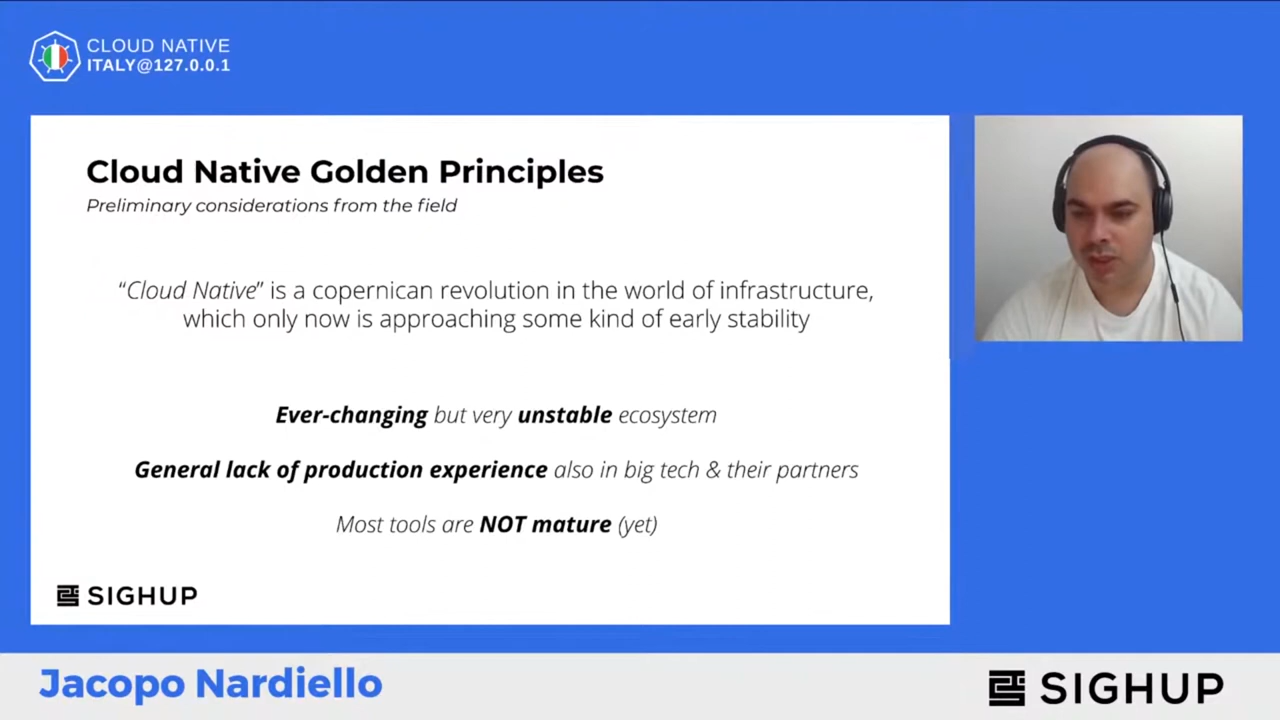 CLOUD NATIVE
ITALY@127.0.0.1
Cloud Native Golden Principles
Preliminary considerations from the field
“Cloud Native” is a copernican revolution in the world of infrastructure,
which only now is approaching some kind of early stability
Ever-changing but very unstable ecosystem
General lack of production experience also in big tech & their partners
Most tools are NOT mature (yet)
SIGHUP
Jacopo Nardiello
SIGHUP